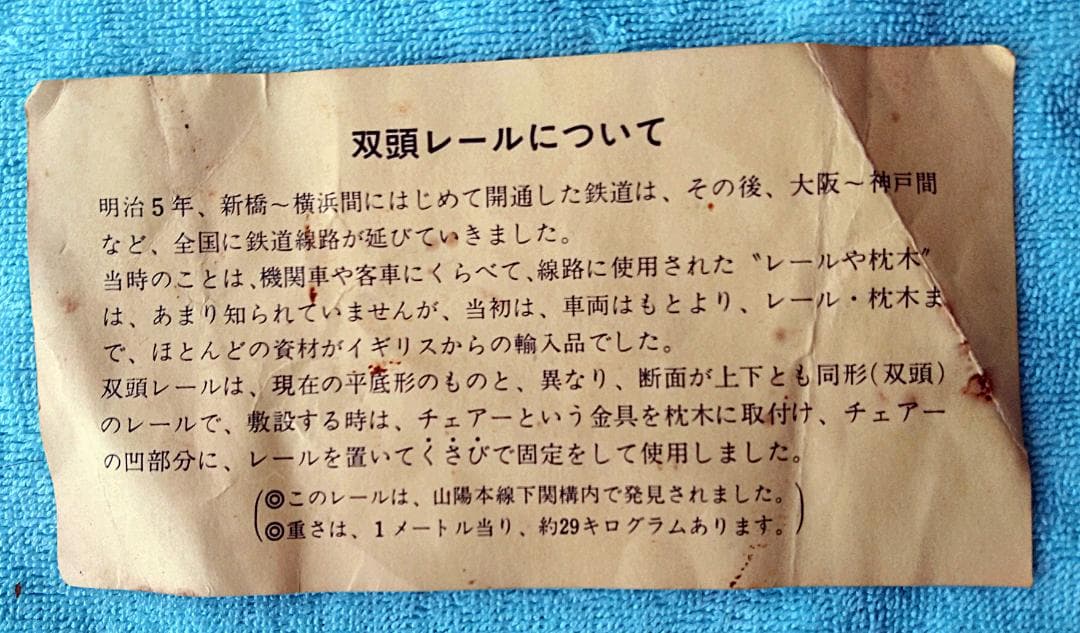 双頭レールについて
明治5年、新橋〜横浜間にはじめて開通した鉄道は、その後、大阪〜神戸間
など、全国に鉄道線路が延びていきました。
当時のことは、機関車や客車にくらべて、線路に使用された〝レールや枕木〟
は、あまり知られていませんが、当初は、車両はもとより、レール・枕木ま
で、ほとんどの資材がイギリスからの輸入品でした。
双頭レールは、現在の平底形のものと、異なり、断面が上下とも同形(双頭)
のレールで、敷設する時は、チェアーという金具を枕木に取付け、チェアー
の凹部分に、レールを置いてくさびで固定をして使用しました。
(◎このレールは、山陽本線下関構内で発見されました。
◎重さは、1メートル当り、約29キログラムあります。)